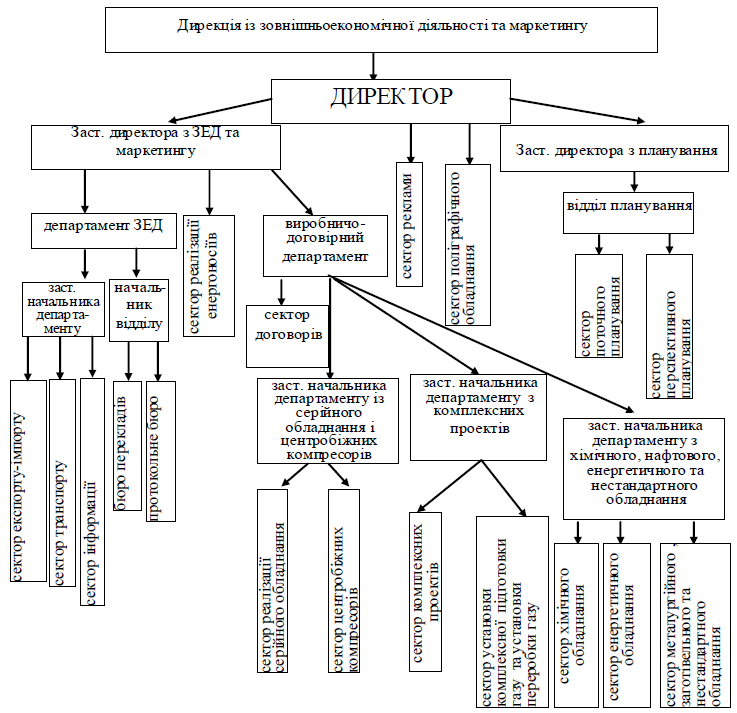 Дирекція із зовнішньоекономічної діяльності та маркетингу
ДИРЕКТОР
Заст. директора з ЗЕД та
маркетингу
сектор реклами
сектор поліграфічного
обладнання
Заст. директора з планування
департамент ЗЕД
сектор реалізації
енергоносіїв
виробничо-
договірний
департамент
відділ планування
заст.
начальника
департа-
менту
началь-
ник
відділу
сектор
договорів
сектор
поточного
планування
сектор
перспективного
планування
сектор експорту-імпорту
сектор транспорту
сектор інформації
бюро перекладів
протокольне бюро
заст. начальника
департаменту із
серійного
обладнання і
центробіжних
компресорів
заст. начальника
департаменту з
комплексних
проектів
заст. начальника
департаменту з
хімічного, нафтового,
енергетичного та
нестандартного
обладнання
сектор реалізації
серійного обладнання
сектор центробіжних
компресорів
сектор комплексних
проектів
сектор установки
комплексної підготовки
газу та установки
переробки газу
сектор хімічного
обладнання
сектор енергетичного
обладнання
сектор металургійного ,
заготівельного та
нестандартного
обладнання